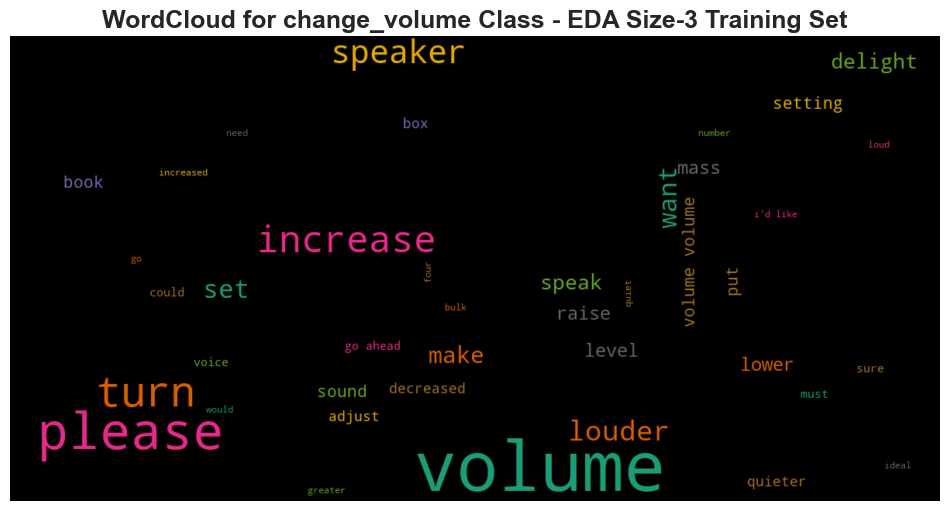 WordCloud for change_volume Class - EDA Size-3 Training Set
speaker
delight
setting
box
need
number
loud
mass
increased
book
want
i'd like
increase
volume volume
go
four
put
speak
quiet
could
set
bulk
raise
go ahead
level
make
voice
lower
sure
decreased
sound
must
turn
would
adjust
please
louder
volume
ideal
quieter
greater